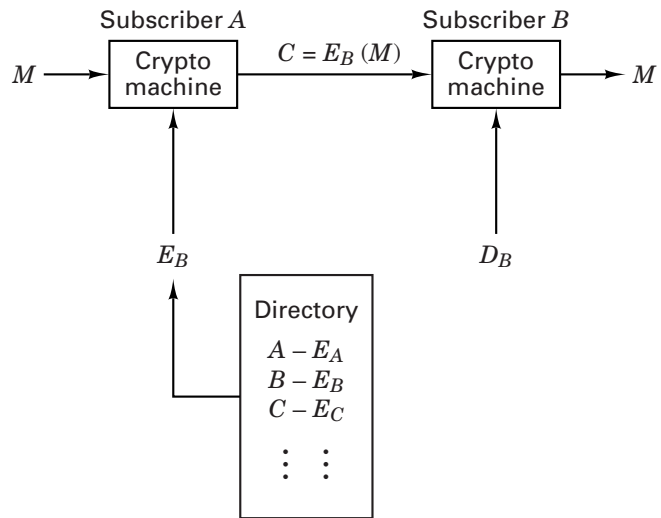 Subscriber A
Subscriber B
M
Crypto machine
C = E_B (M)
Crypto machine
M
E_B
D_B
Directory
A – E_A
B – E_B
C – E_C
⋮ ⋮